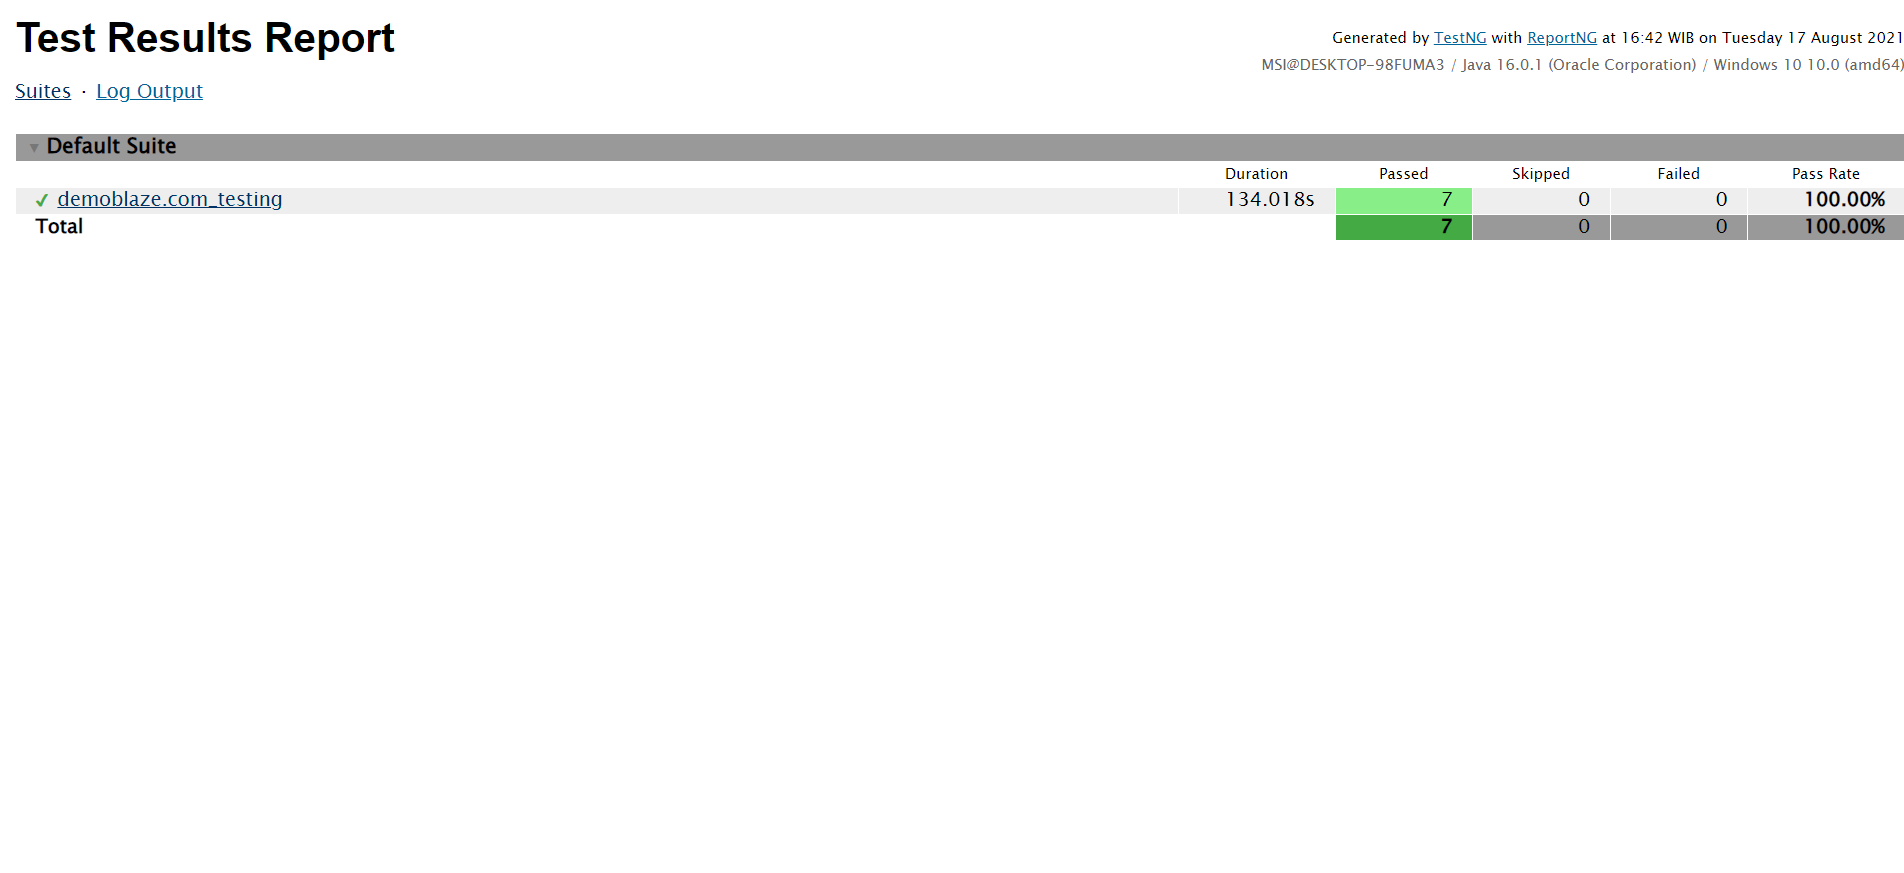 Test Results Report
Generated by TestNG with ReportNG at 16:42 WIB on Tuesday 17 August 2021
MSI@DESKTOP-98FUMA3 / Java 16.0.1 (Oracle Corporation) / Windows 10 10.0 (amd64)
Suites · Log Output
▼ Default Suite
Duration Passed Skipped Failed Pass Rate
✔ demoblaze.com_testing 134.018s 7 0 0 100.00%
Total 7 0 0 100.00%